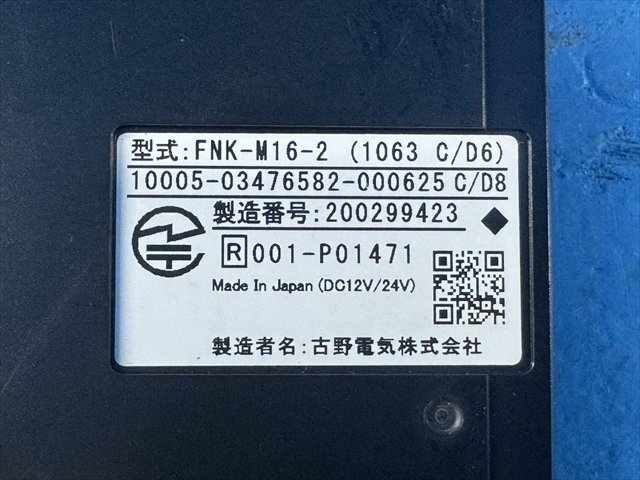 型式:FNK-M16-2 (1063 C/D6)
10005-03476582-000625 C/D8
製造番号:200299423
R 001-P01471
Made In Japan (DC12V/24V)
製造者名:古野電気株式会社